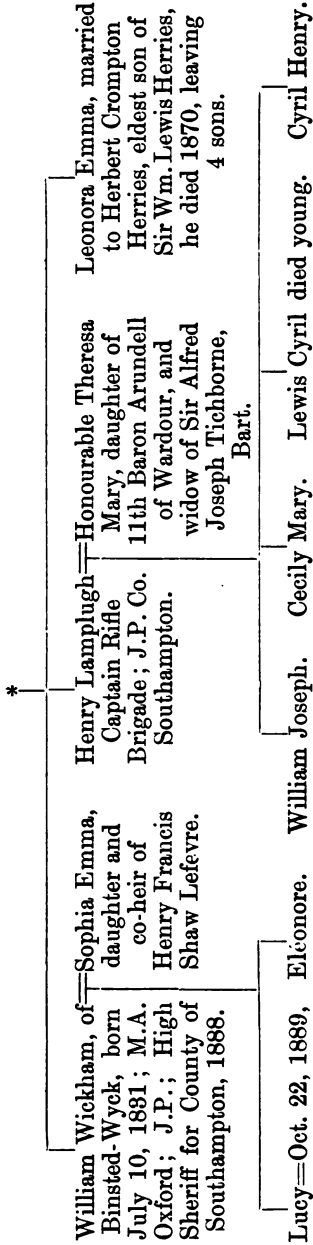 *
William Wickham, of
Binsted-Wyck, born
July 10, 1831; M.A.
Oxford; J.P.; High
Sheriff for County of
Southampton, 1888.
Sophia Emma,
daughter and
co-heir of
Henry Francis
Shaw Lefevre.
Henry Lamplugh
Captain Rifle
Brigade; J.P. Co.
Southampton.
Honourable Theresa
Mary, daughter of
11th Baron Arundell
of Wardour, and
widow of Sir Alfred
Joseph Tichborne,
Bart.
Leonora Emma, married
to Herbert Crompton
Herries, eldest son of
Sir Wm. Lewis Herries,
he died 1870, leaving
4 sons.
Lucy=Oct. 22, 1889, Eléonore. William Joseph. Cecily Mary. Lewis Cyril died young. Cyril Henry.